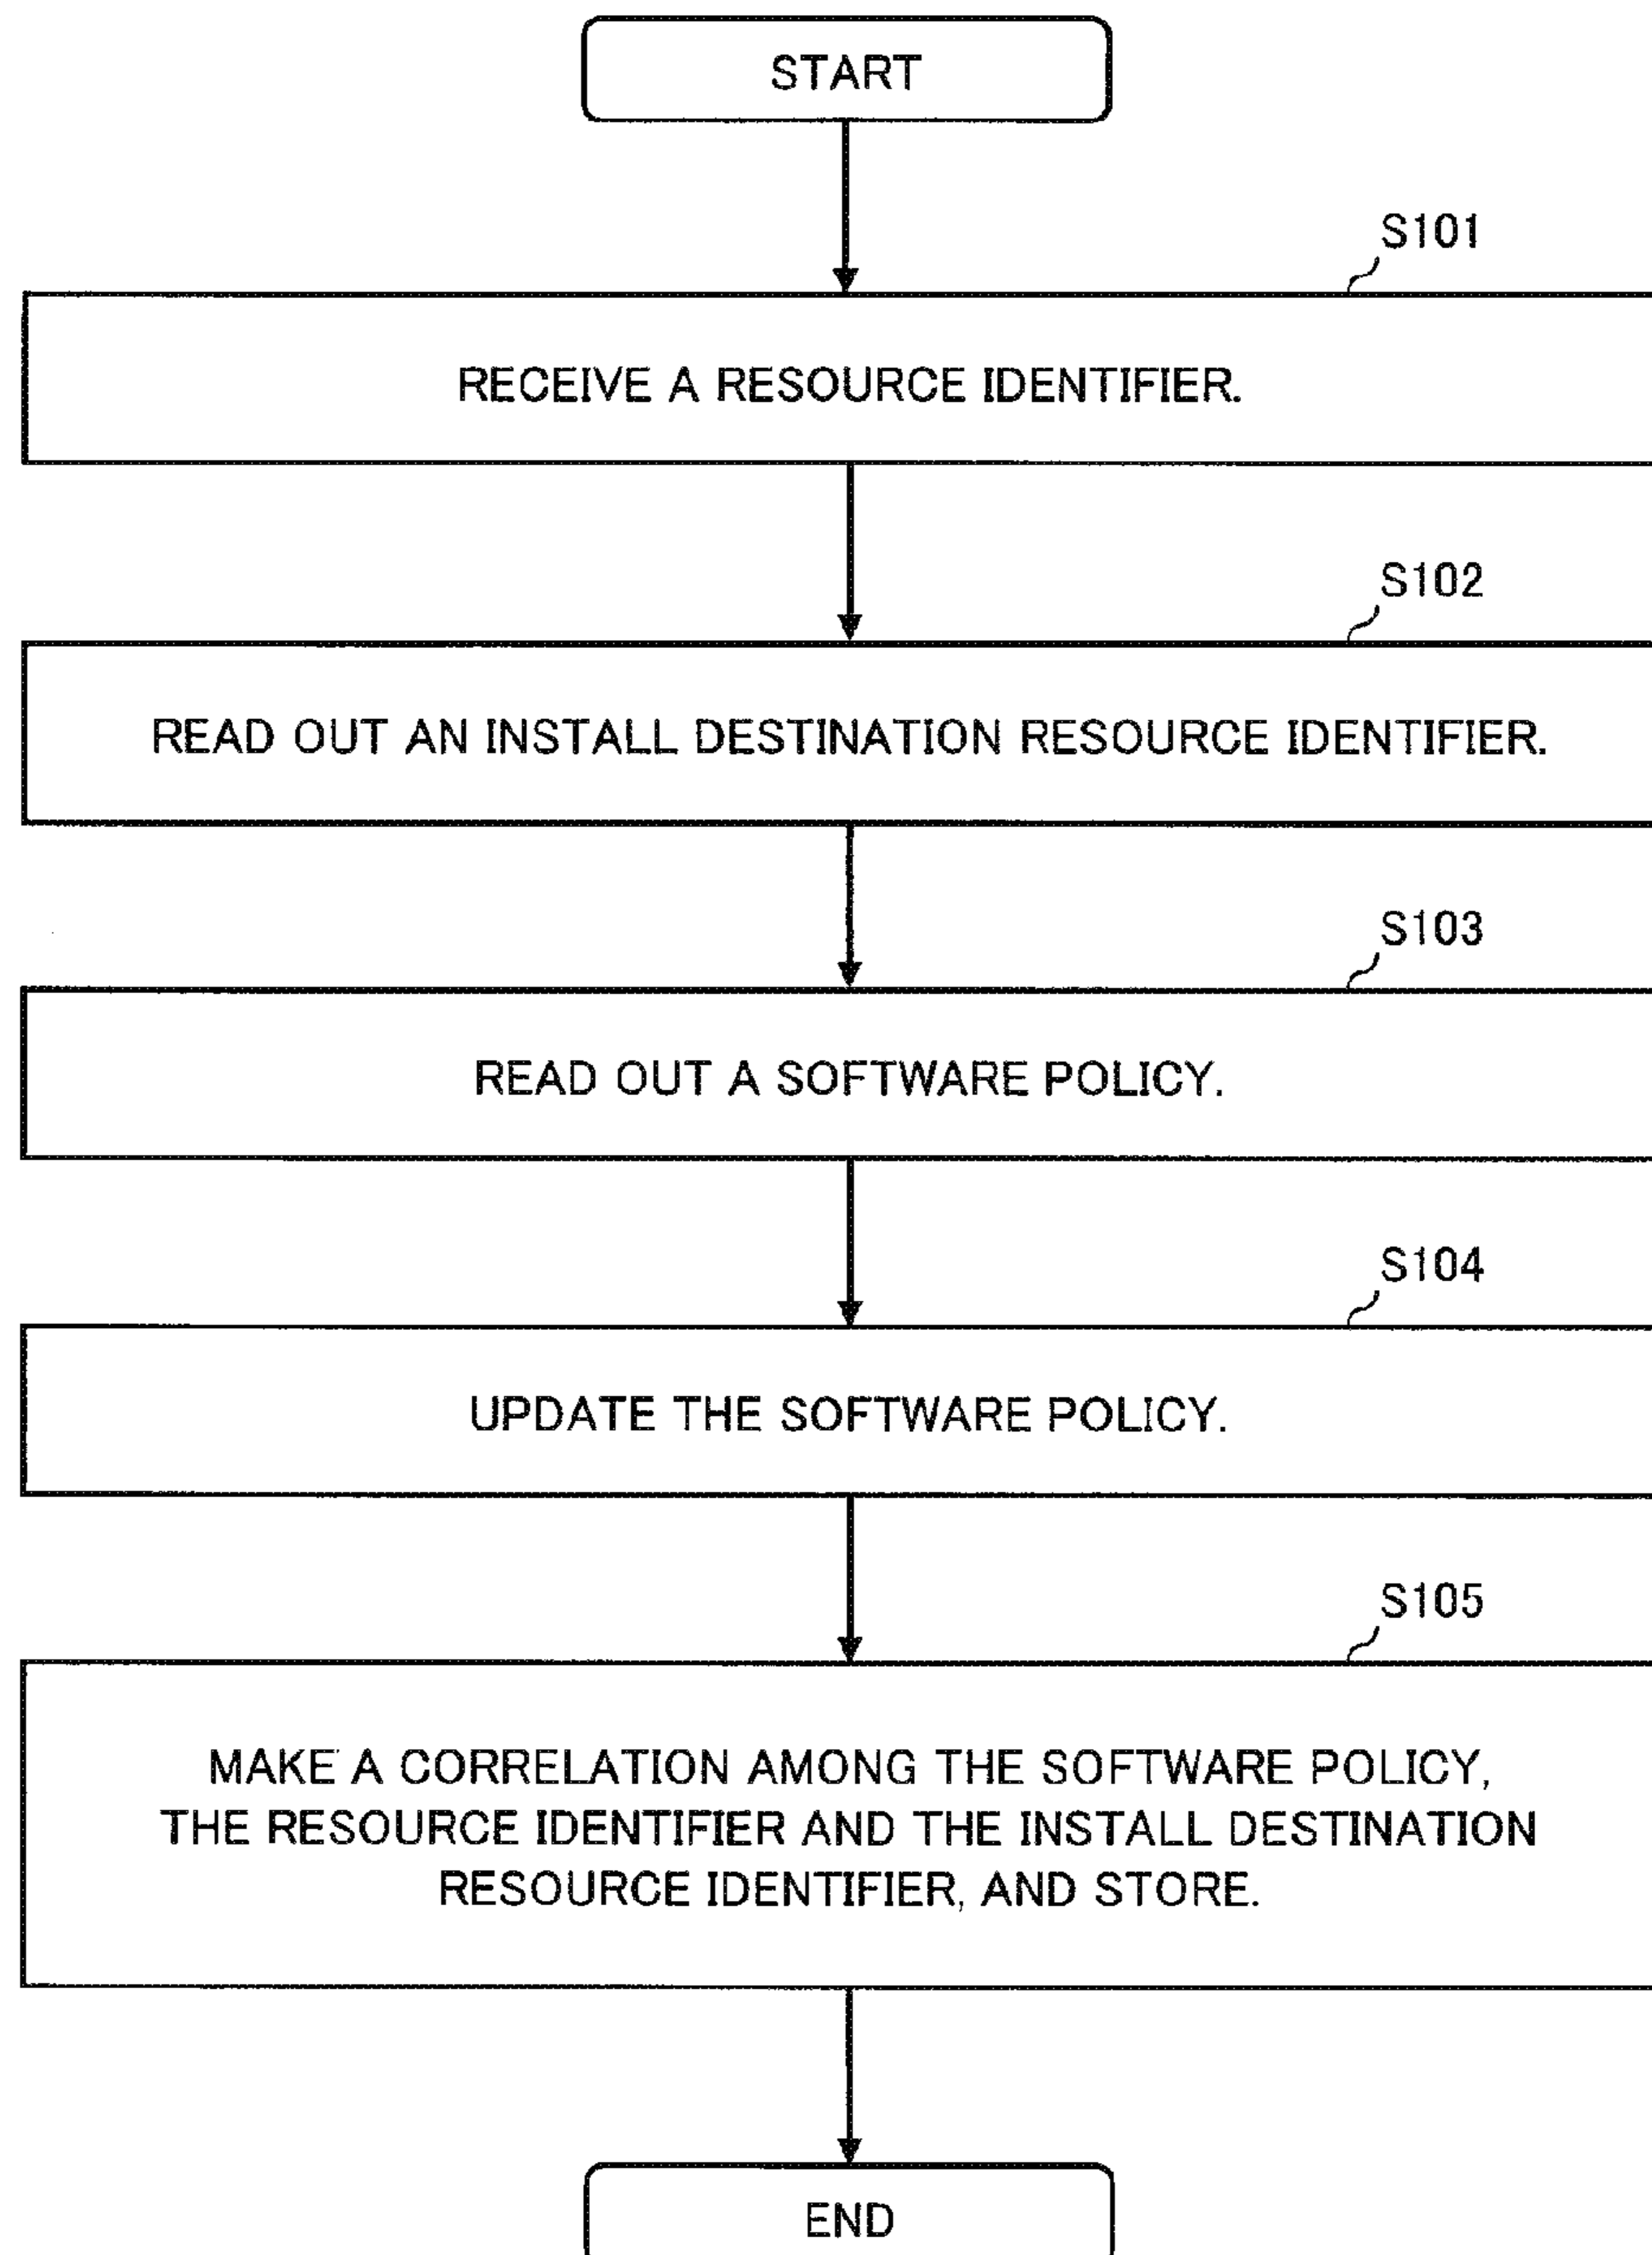 START
S101
RECEIVE A RESOURCE IDENTIFIER.
S102
READ OUT AN INSTALL DESTINATION RESOURCE IDENTIFIER.
S103
READ OUT A SOFTWARE POLICY.
S104
UPDATE THE SOFTWARE POLICY.
S105
MAKE A CORRELATION AMONG THE SOFTWARE POLICY,
THE RESOURCE IDENTIFIER AND THE INSTALL DESTINATION
RESOURCE IDENTIFIER, AND STORE.
END